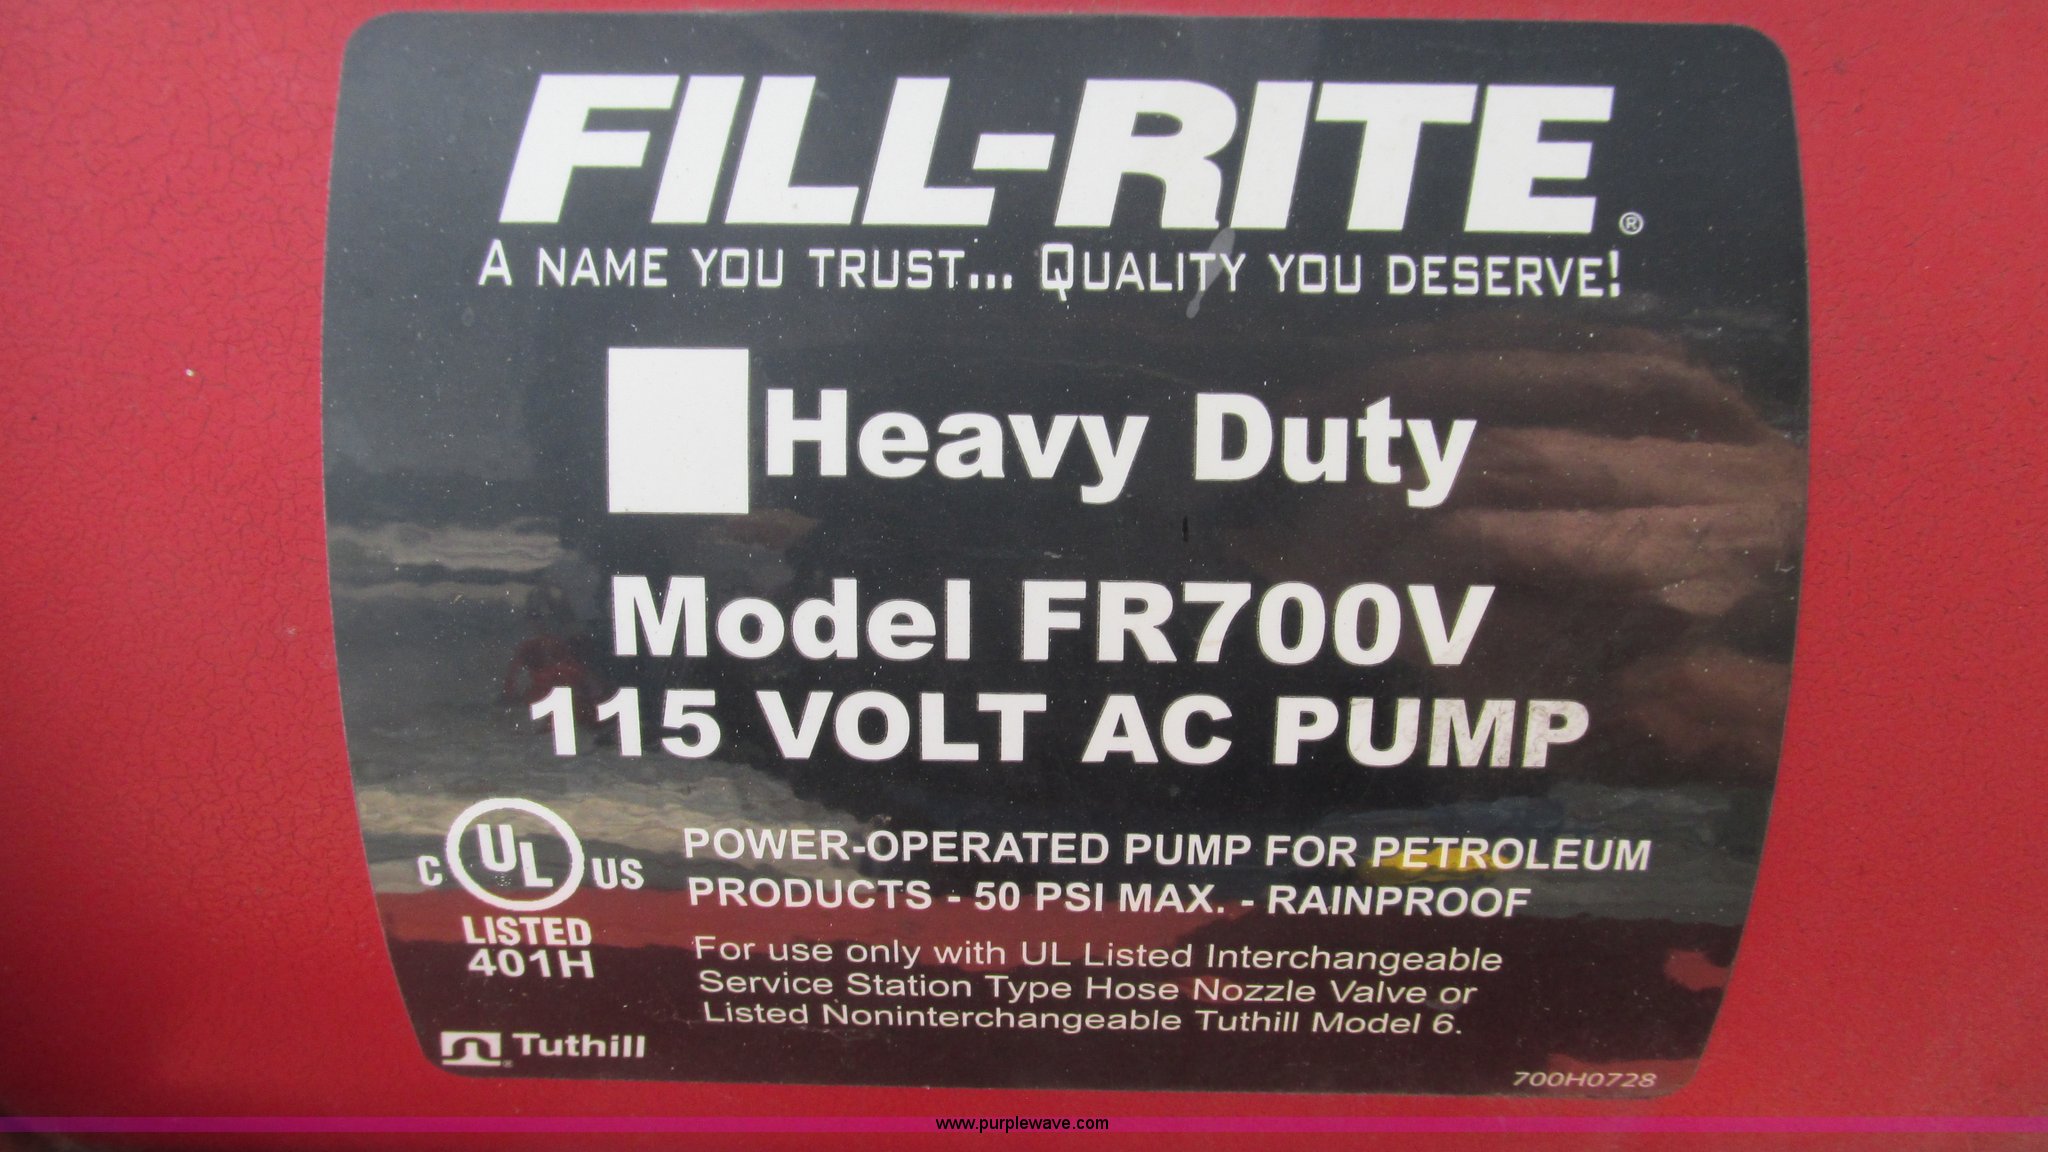 FILL-RITE®
A NAME YOU TRUST... QUALITY YOU DESERVE!
Heavy Duty
Model FR700V
115 VOLT AC PUMP
C UL US
LISTED
401H
POWER-OPERATED PUMP FOR PETROLEUM
PRODUCTS - 50 PSI MAX. - RAINPROOF
For use only with UL Listed Interchangeable
Service Station Type Hose Nozzle Valve or
Listed Noninterchangeable Tuthill Model 6.
Tuthill
700H0728
www.purplewave.com